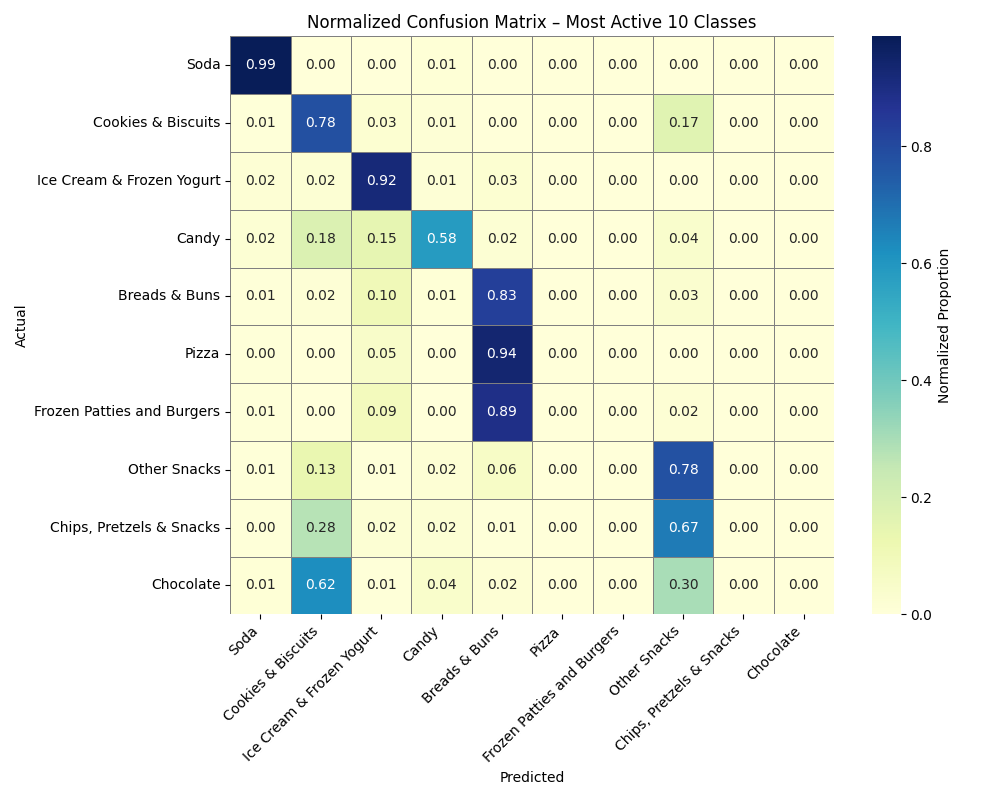 Normalized Confusion Matrix – Most Active 10 Classes
Actual
Soda 0.99 0.00 0.00 0.01 0.00 0.00 0.00 0.00 0.00 0.00
Cookies & Biscuits 0.01 0.78 0.03 0.01 0.00 0.00 0.00 0.17 0.00 0.00
Ice Cream & Frozen Yogurt 0.02 0.02 0.92 0.01 0.03 0.00 0.00 0.00 0.00 0.00
Candy 0.02 0.18 0.15 0.58 0.02 0.00 0.00 0.04 0.00 0.00
Breads & Buns 0.01 0.02 0.10 0.01 0.83 0.00 0.00 0.03 0.00 0.00
Pizza 0.00 0.00 0.05 0.00 0.94 0.00 0.00 0.00 0.00 0.00
Frozen Patties and Burgers 0.01 0.00 0.09 0.00 0.89 0.00 0.00 0.02 0.00 0.00
Other Snacks 0.01 0.13 0.01 0.02 0.06 0.00 0.00 0.78 0.00 0.00
Chips, Pretzels & Snacks 0.00 0.28 0.02 0.02 0.01 0.00 0.00 0.67 0.00 0.00
Chocolate 0.01 0.62 0.01 0.04 0.02 0.00 0.00 0.30 0.00 0.00
Soda
Cookies & Biscuits
Ice Cream & Frozen Yogurt
Candy
Breads & Buns
Pizza
Frozen Patties and Burgers
Other Snacks
Chips, Pretzels & Snacks
Chocolate
Predicted
0.8
0.6
0.4
0.2
0.0
Normalized Proportion